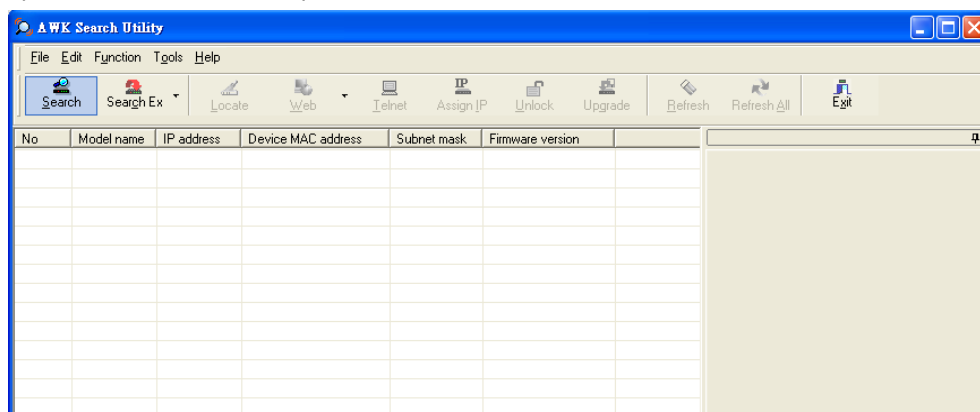 AWK Search Utility
File Edit Function Tools Help
IP
Search Search Ex Locate Web Telnet Assign IP Unlock Upgrade Refresh Refresh All Exit
No Model name IP address Device MAC address Subnet mask Firmware version